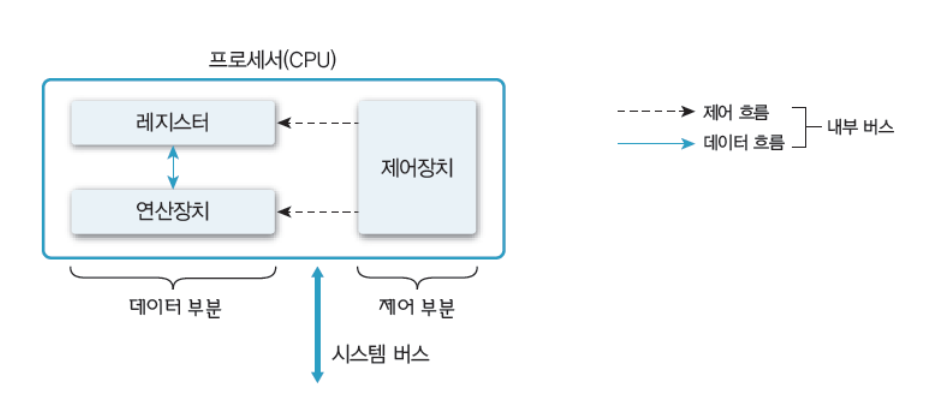 프로세서(CPU)
레지스터
제어장치
연산장치
데이터 부분
제어 부분
시스템 버스
제어 흐름
데이터 흐름
내부 버스